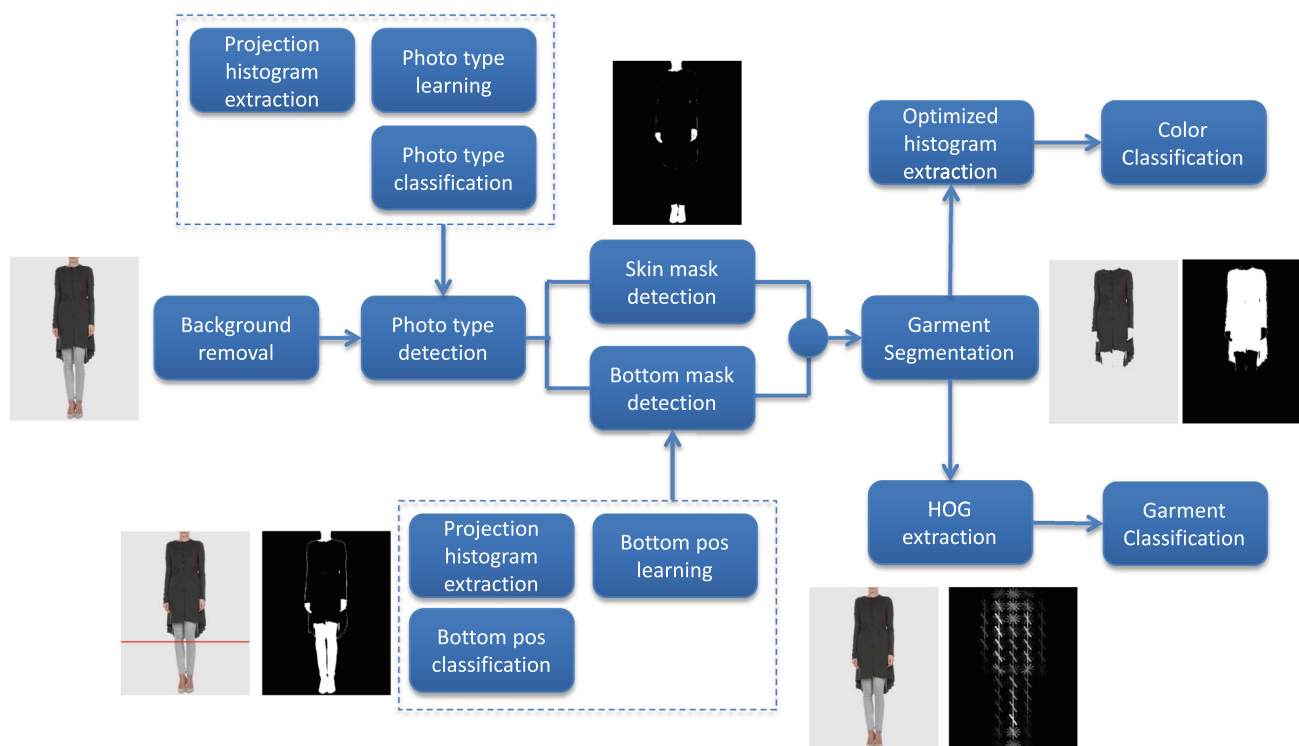 Projection
histogram
extraction
Photo type
learning
Photo type
classification
Optimized
histogram
extraction
Color
Classification
Skin mask
detection
Background
removal
Photo type
detection
Garment
Segmentation
Bottom mask
detection
HOG
extraction
Garment
Classification
Projection
histogram
extraction
Bottom pos
learning
Bottom pos
classification